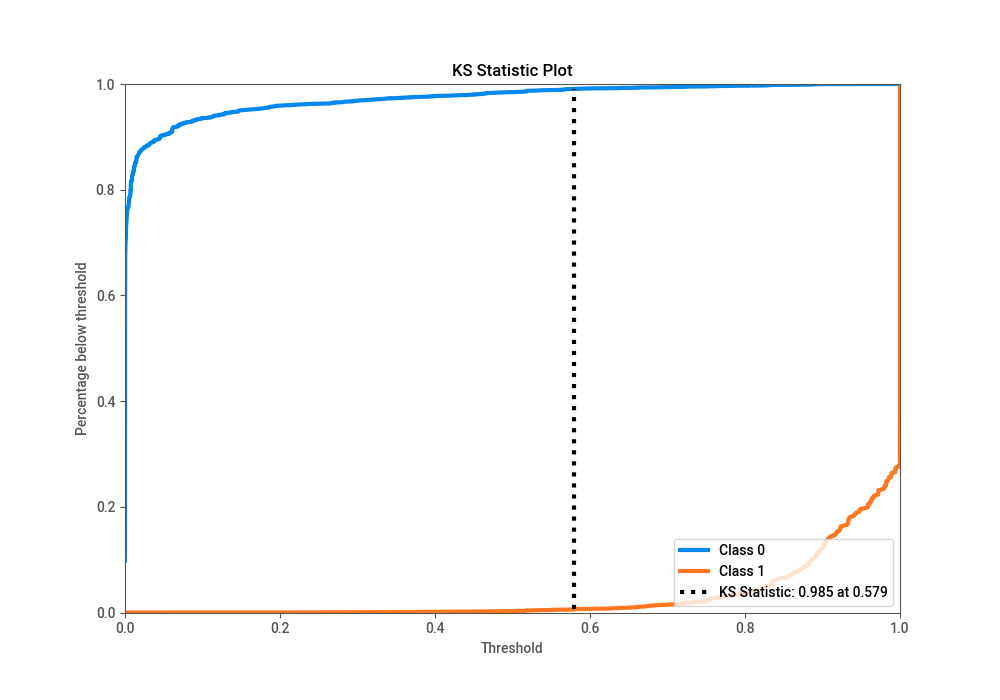 KS Statistic Plot
Percentage below threshold
1.0
0.8
0.6
0.4
0.2
0.0
0.0 0.2 0.4 0.6 0.8 1.0
Threshold
Class 0
Class 1
KS Statistic: 0.985 at 0.579